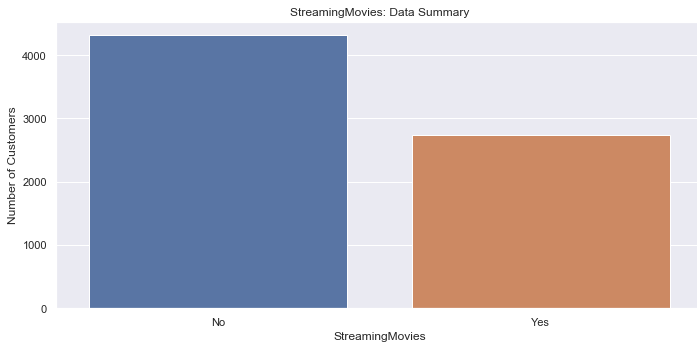 StreamingMovies: Data Summary
Number of Customers
4000
3000
2000
1000
0
No
Yes
StreamingMovies